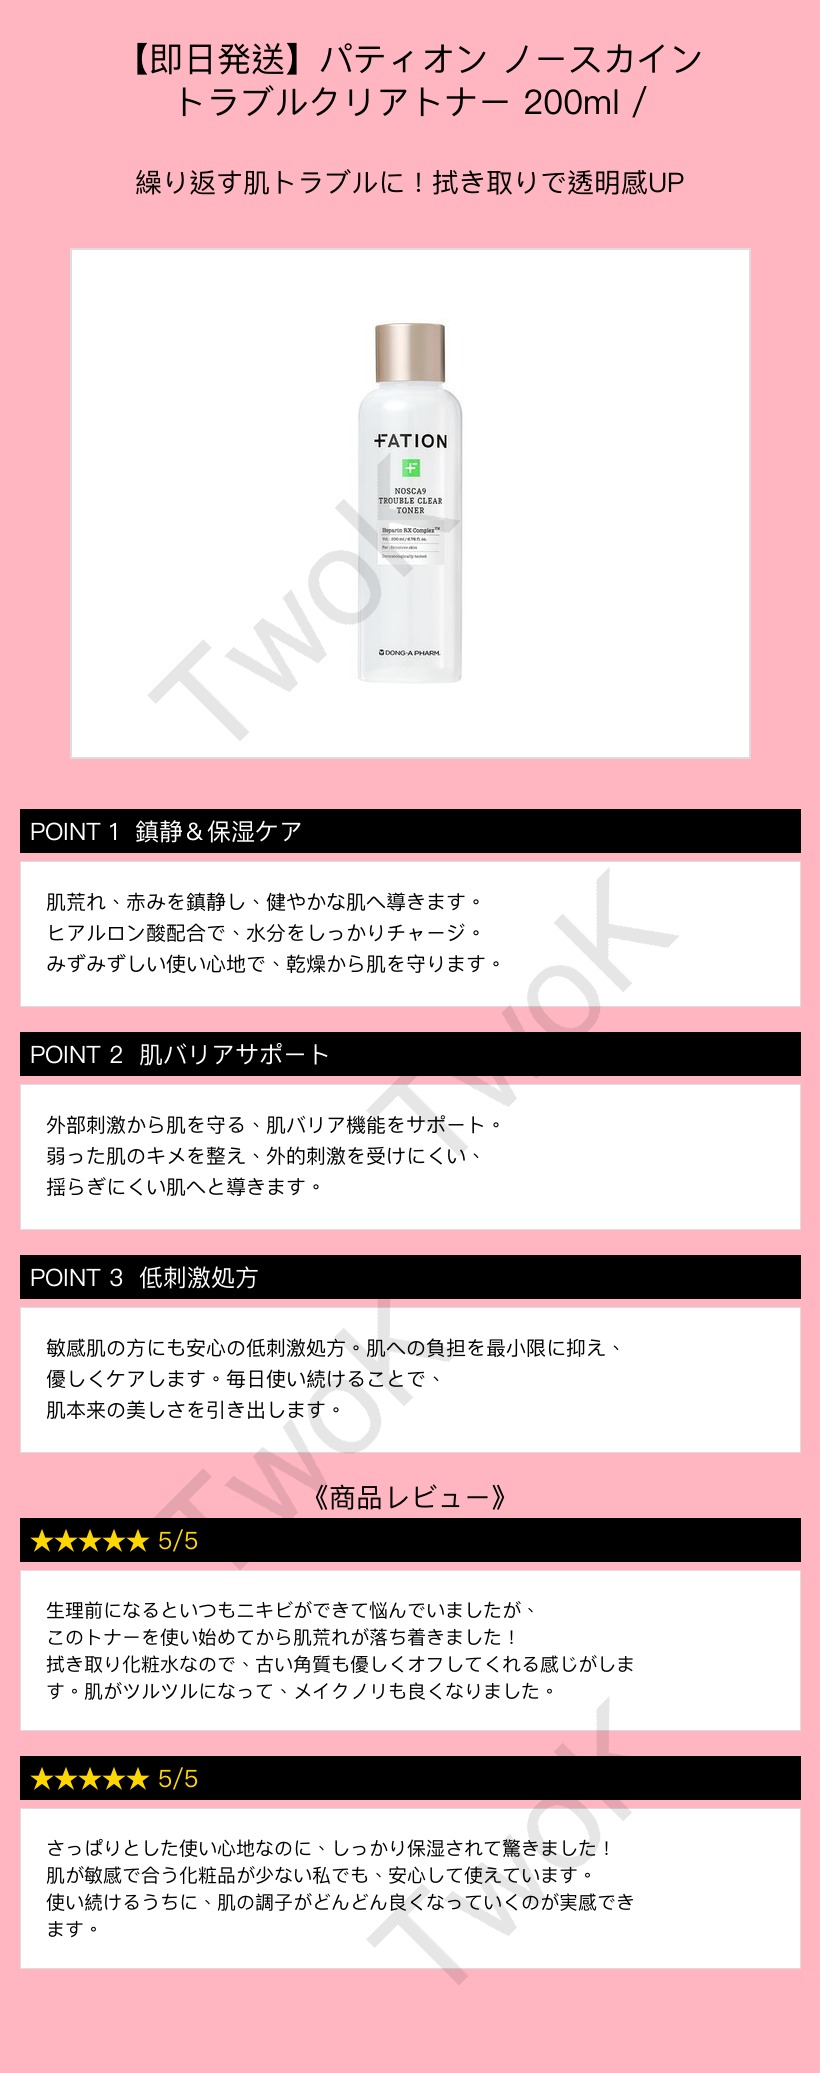 【即日発送】パティオン ノースカイン
トラブルクリアトナー 200ml /
繰り返す肌トラブルに！拭き取りで透明感UP
FATION
NOSCA9
TROUBLE CLEAR
TONER
Heparin RX Complex™
Vol. 200 ml / 6.76 fl. oz.
For : Sensitive skin
Dermatologically tested
DONG-A PHARM.
TwoK
POINT 1 鎮静＆保湿ケア
肌荒れ、赤みを鎮静し、健やかな肌へ導きます。
ヒアルロン酸配合で、水分をしっかりチャージ。
みずみずしい使い心地で、乾燥から肌を守ります。
TwoK
POINT 2 肌バリアサポート
外部刺激から肌を守る、肌バリア機能をサポート。
弱った肌のキメを整え、外的刺激を受けにくい、
揺らぎにくい肌へと導きます。
POINT 3 低刺激処方
敏感肌の方にも安心の低刺激処方。肌への負担を最小限に抑え、
優しくケアします。毎日使い続けることで、
肌本来の美しさを引き出します。
TwoK
《商品レビュー》
★★★★★ 5/5
生理前になるといつもニキビができて悩んでいましたが、
このトナーを使い始めてから肌荒れが落ち着きました！
拭き取り化粧水なので、古い角質も優しくオフしてくれる感じがしま
す。肌がツルツルになって、メイクノリも良くなりました。
★★★★★ 5/5
さっぱりとした使い心地なのに、しっかり保湿されて驚きました！
肌が敏感で合う化粧品が少ない私でも、安心して使えています。
使い続けるうちに、肌の調子がどんどん良くなっていくのが実感でき
ます。
TwoK